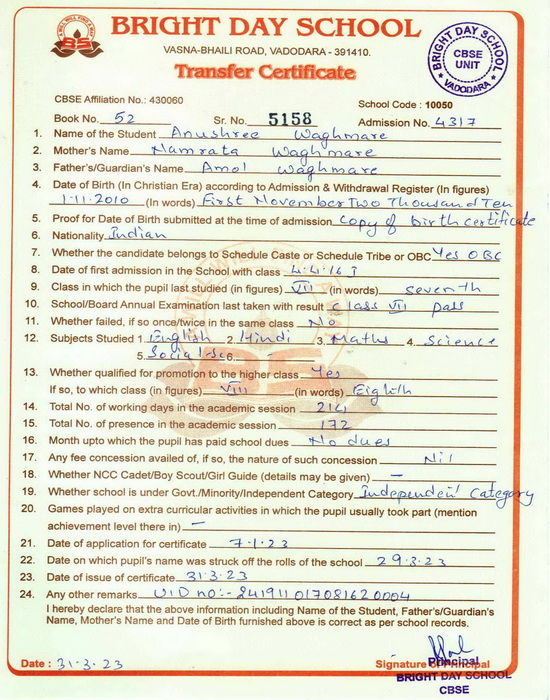 BRIGHT DAY SCHOOL
VASNA-BHAILI ROAD, VADODARA - 391410.
Transfer Certificate
BRIGHT DAY SCHOOL
CBSE
UNIT
VADODARA
CBSE Affiliation No.: 430060
School Code : 10050
Book No. 52 Sr. No. 5158 Admission No. 4317
1. Name of the Student Anushree Waghmare
2. Mother's Name Namrata Waghmare
3. Father's/Guardian's Name Amol Waghmare
4. Date of Birth (In Christian Era) according to Admission & Withdrawal Register (In figures)
1.11.2010 (In words) First November Two Thousand Ten
5. Proof for Date of Birth submitted at the time of admission Copy of birth certificate
6. Nationality Indian
7. Whether the candidate belongs to Schedule Caste or Schedule Tribe or OBC Yes OBC
8. Date of first admission in the School with class 4.4.16 I
9. Class in which the pupil last studied (in figures) VII (in words) seventh
10. School/Board Annual Examination last taken with result Class VII pass
11. Whether failed, if so once/twice in the same class No
12. Subjects Studied 1. English 2. Hindi 3. Maths 4. Science
5. Social Sc 6.
13. Whether qualified for promotion to the higher class Yes
If so, to which class (in figures) VIII (in words) Eighth
14. Total No. of working days in the academic session 214
15. Total No. of presence in the academic session 172
16. Month upto which the pupil has paid school dues No dues
17. Any fee concession availed of, if so, the nature of such concession Nil
18. Whether NCC Cadet/Boy Scout/Girl Guide (details may be given) —
19. Whether school is under Govt./Minority/Independent Category Independent Category
20. Games played on extra curricular activities in which the pupil usually took part (mention
achievement level there in) —
21. Date of application for certificate 7.1.23
22. Date on which pupil's name was struck off the rolls of the school 29.3.23
23. Date of issue of certificate 31.3.23
24. Any other remarks UID no:- 241911017081620004
I hereby declare that the above information including Name of the Student, Father's/Guardian's
Name, Mother's Name and Date of Birth furnished above is correct as per school records.
Date : 31.3.23
Signature of Principal
Principal
BRIGHT DAY SCHOOL
CBSE